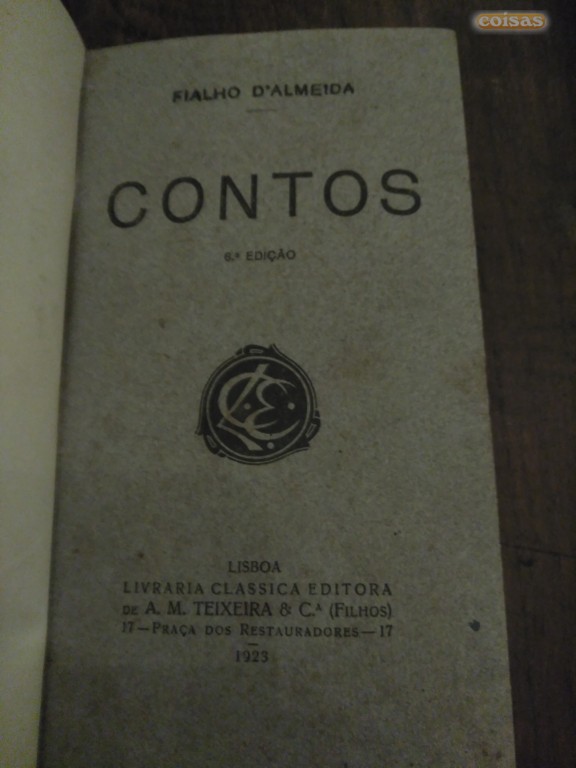 coisas
FIALHO D'ALMEIDA
CONTOS
6.ª EDIÇÃO
LCE
LISBOA
LIVRARIA CLASSICA EDITORA
DE A. M. TEIXEIRA & C.ª (FILHOS)
17—PRAÇA DOS RESTAURADORES—17
1923